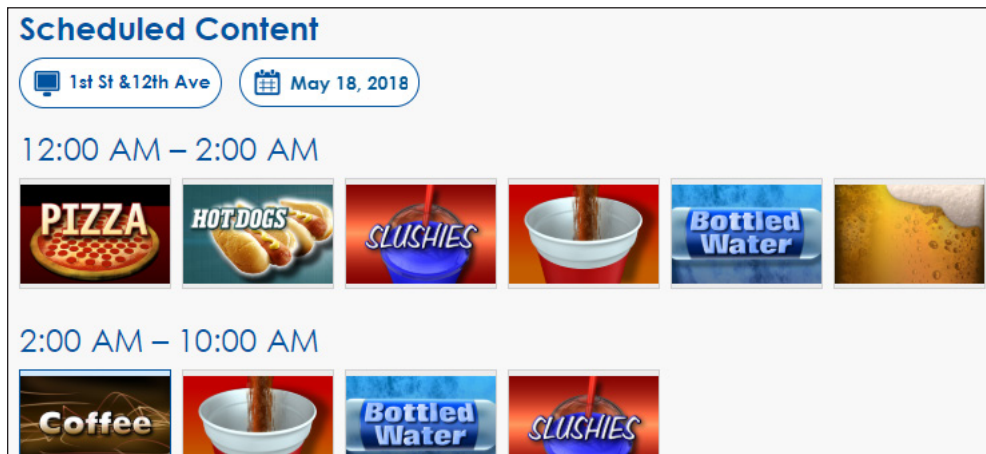 Scheduled Content
1st St &12th Ave
May 18, 2018
12:00 AM – 2:00 AM
PIZZA
HOT DOGS
SLUSHIES
Bottled
Water
2:00 AM – 10:00 AM
Coffee
Bottled
Water
SLUSHIES